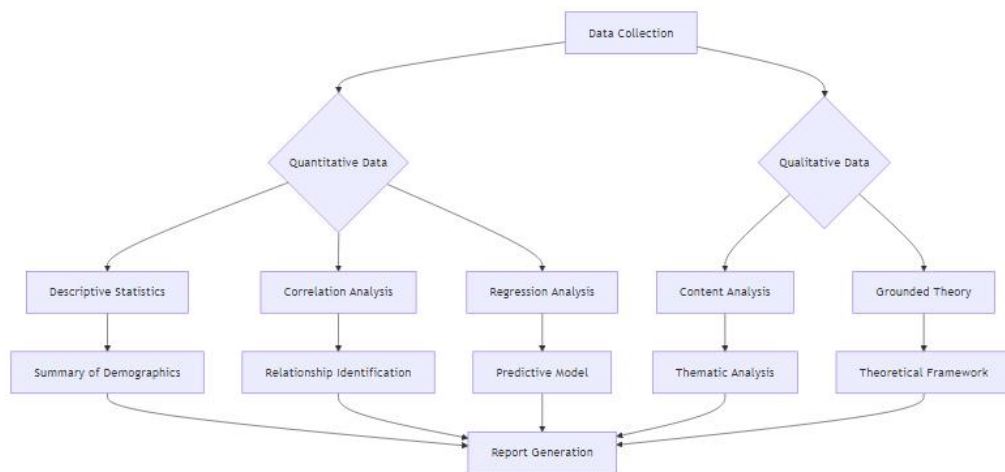 Data Collection
Quantitative Data
Qualitative Data
Descriptive Statistics
Correlation Analysis
Regression Analysis
Content Analysis
Grounded Theory
Summary of Demographics
Relationship Identification
Predictive Model
Thematic Analysis
Theoretical Framework
Report Generation